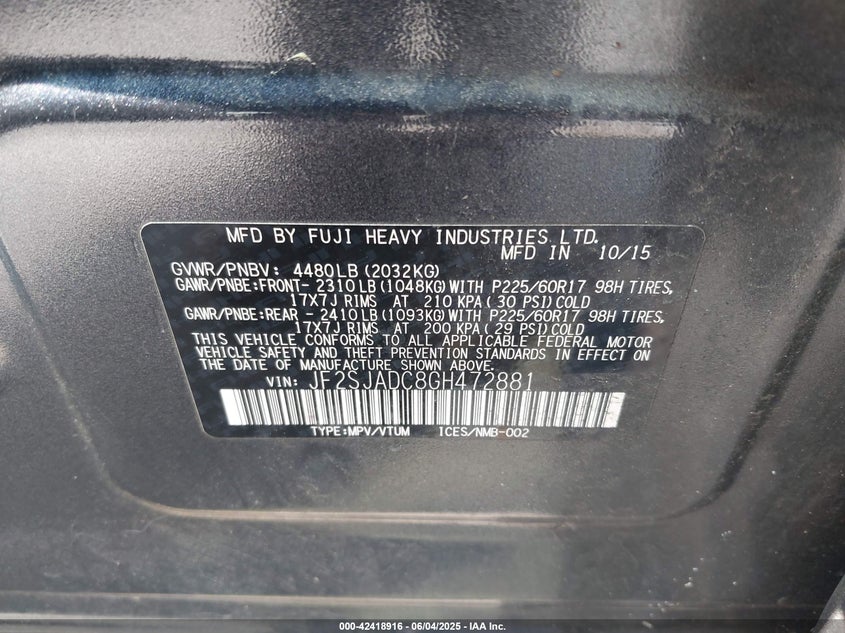 MFD BY FUJI HEAVY INDUSTRIES LTD.
MFD IN 10/15
GVWR/PNBV: 4480LB(2032KG)
GAWR/PNBE:FRONT- 2310LB(1048KG)WITH P225/60R17 98H TIRES,
17X7J RIMS AT 210 KPA( 30 PSI)COLD
GAWR/PNBE:REAR - 2410LB(1093KG)WITH P225/60R17 98H TIRES,
17X7J RIMS AT 200 KPA( 29 PSI)COLD
THIS VEHICLE CONFORMS TO ALL APPLICABLE FEDERAL MOTOR
VEHICLE SAFETY AND THEFT PREVENTION STANDARDS IN EFFECT ON
THE DATE OF MANUFACTURE SHOWN ABOVE.
VIN: JF2SJADC8GH472881
TYPE:MPV/VTUM ICES/NMB-002
000-42418916 - 06/04/2025 - IAA Inc.